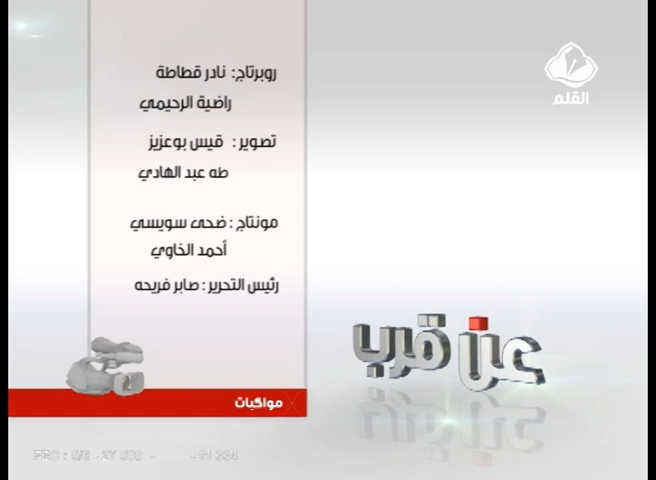 روبرتاج: نادر قطاطة
راضية الرحيمي
تصوير : قيس بوعزيز
طه عبد الهادي
مونتاج : ضحى سويسي
أحمد الخاوي
رئيس التحرير : صابر فريحه
القلم
عن قرب
مواكبات